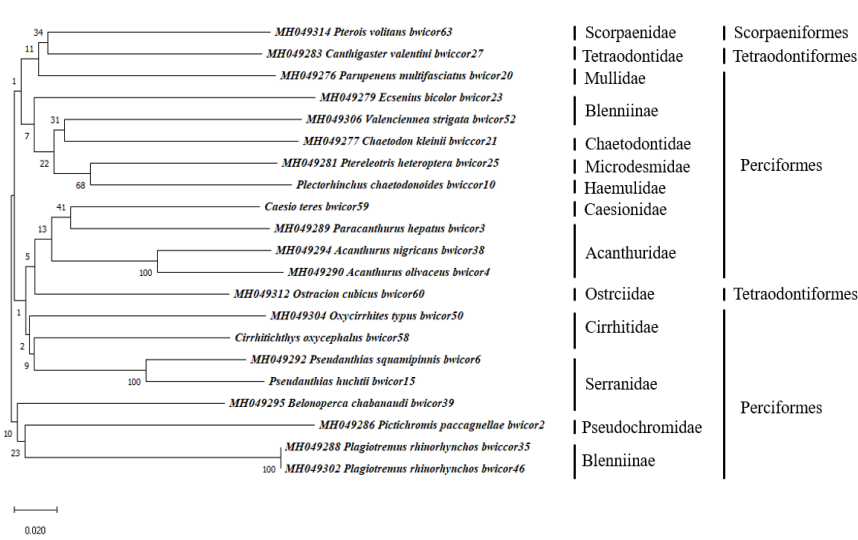 34
MH049314 Pterois volitans bwicor63
Scorpaenidae
Scorpaeniformes
11
MH049283 Canthigaster valentini bwiccor27
Tetraodontidae
Tetraodontiformes
1
MH049276 Parupeneus multifasciatus bwicor20
Mullidae
MH049279 Ecsenius bicolor bwicor23
Blenniinae
7
31
MH049306 Valenciennea strigata bwicor52
MH049277 Chaetodon kleinii bwiccor21
Chaetodontidae
22
MH049281 Ptereleotris heteroptera bwicor25
Microdesmidae
Perciformes
68
Plectorhinchus chaetodonoides bwiccor10
Haemulidae
41
Caesio teres bwicor59
Caesionidae
13
MH049289 Paracanthurus hepatus bwicor3
5
MH049294 Acanthurus nigricans bwicor38
Acanthuridae
100
MH049290 Acanthurus olivaceus bwicor4
MH049312 Ostracion cubicus bwicor60
Ostrciidae
Tetraodontiformes
1
MH049304 Oxycirrhites typus bwicor50
Cirrhitidae
2
Cirrhitichthys oxycephalus bwicor58
9
MH049292 Pseudanthias squamipinnis bwicor6
100
Pseudanthias huchtii bwicor15
Serranidae
MH049295 Belonoperca chabanaudi bwicor39
Perciformes
10
MH049286 Pictichromis paccagnellae bwicor2
Pseudochromidae
23
MH049288 Plagiotremus rhinorhynchos bwiccor35
Blenniinae
100
MH049302 Plagiotremus rhinorhynchos bwicor46
0.020